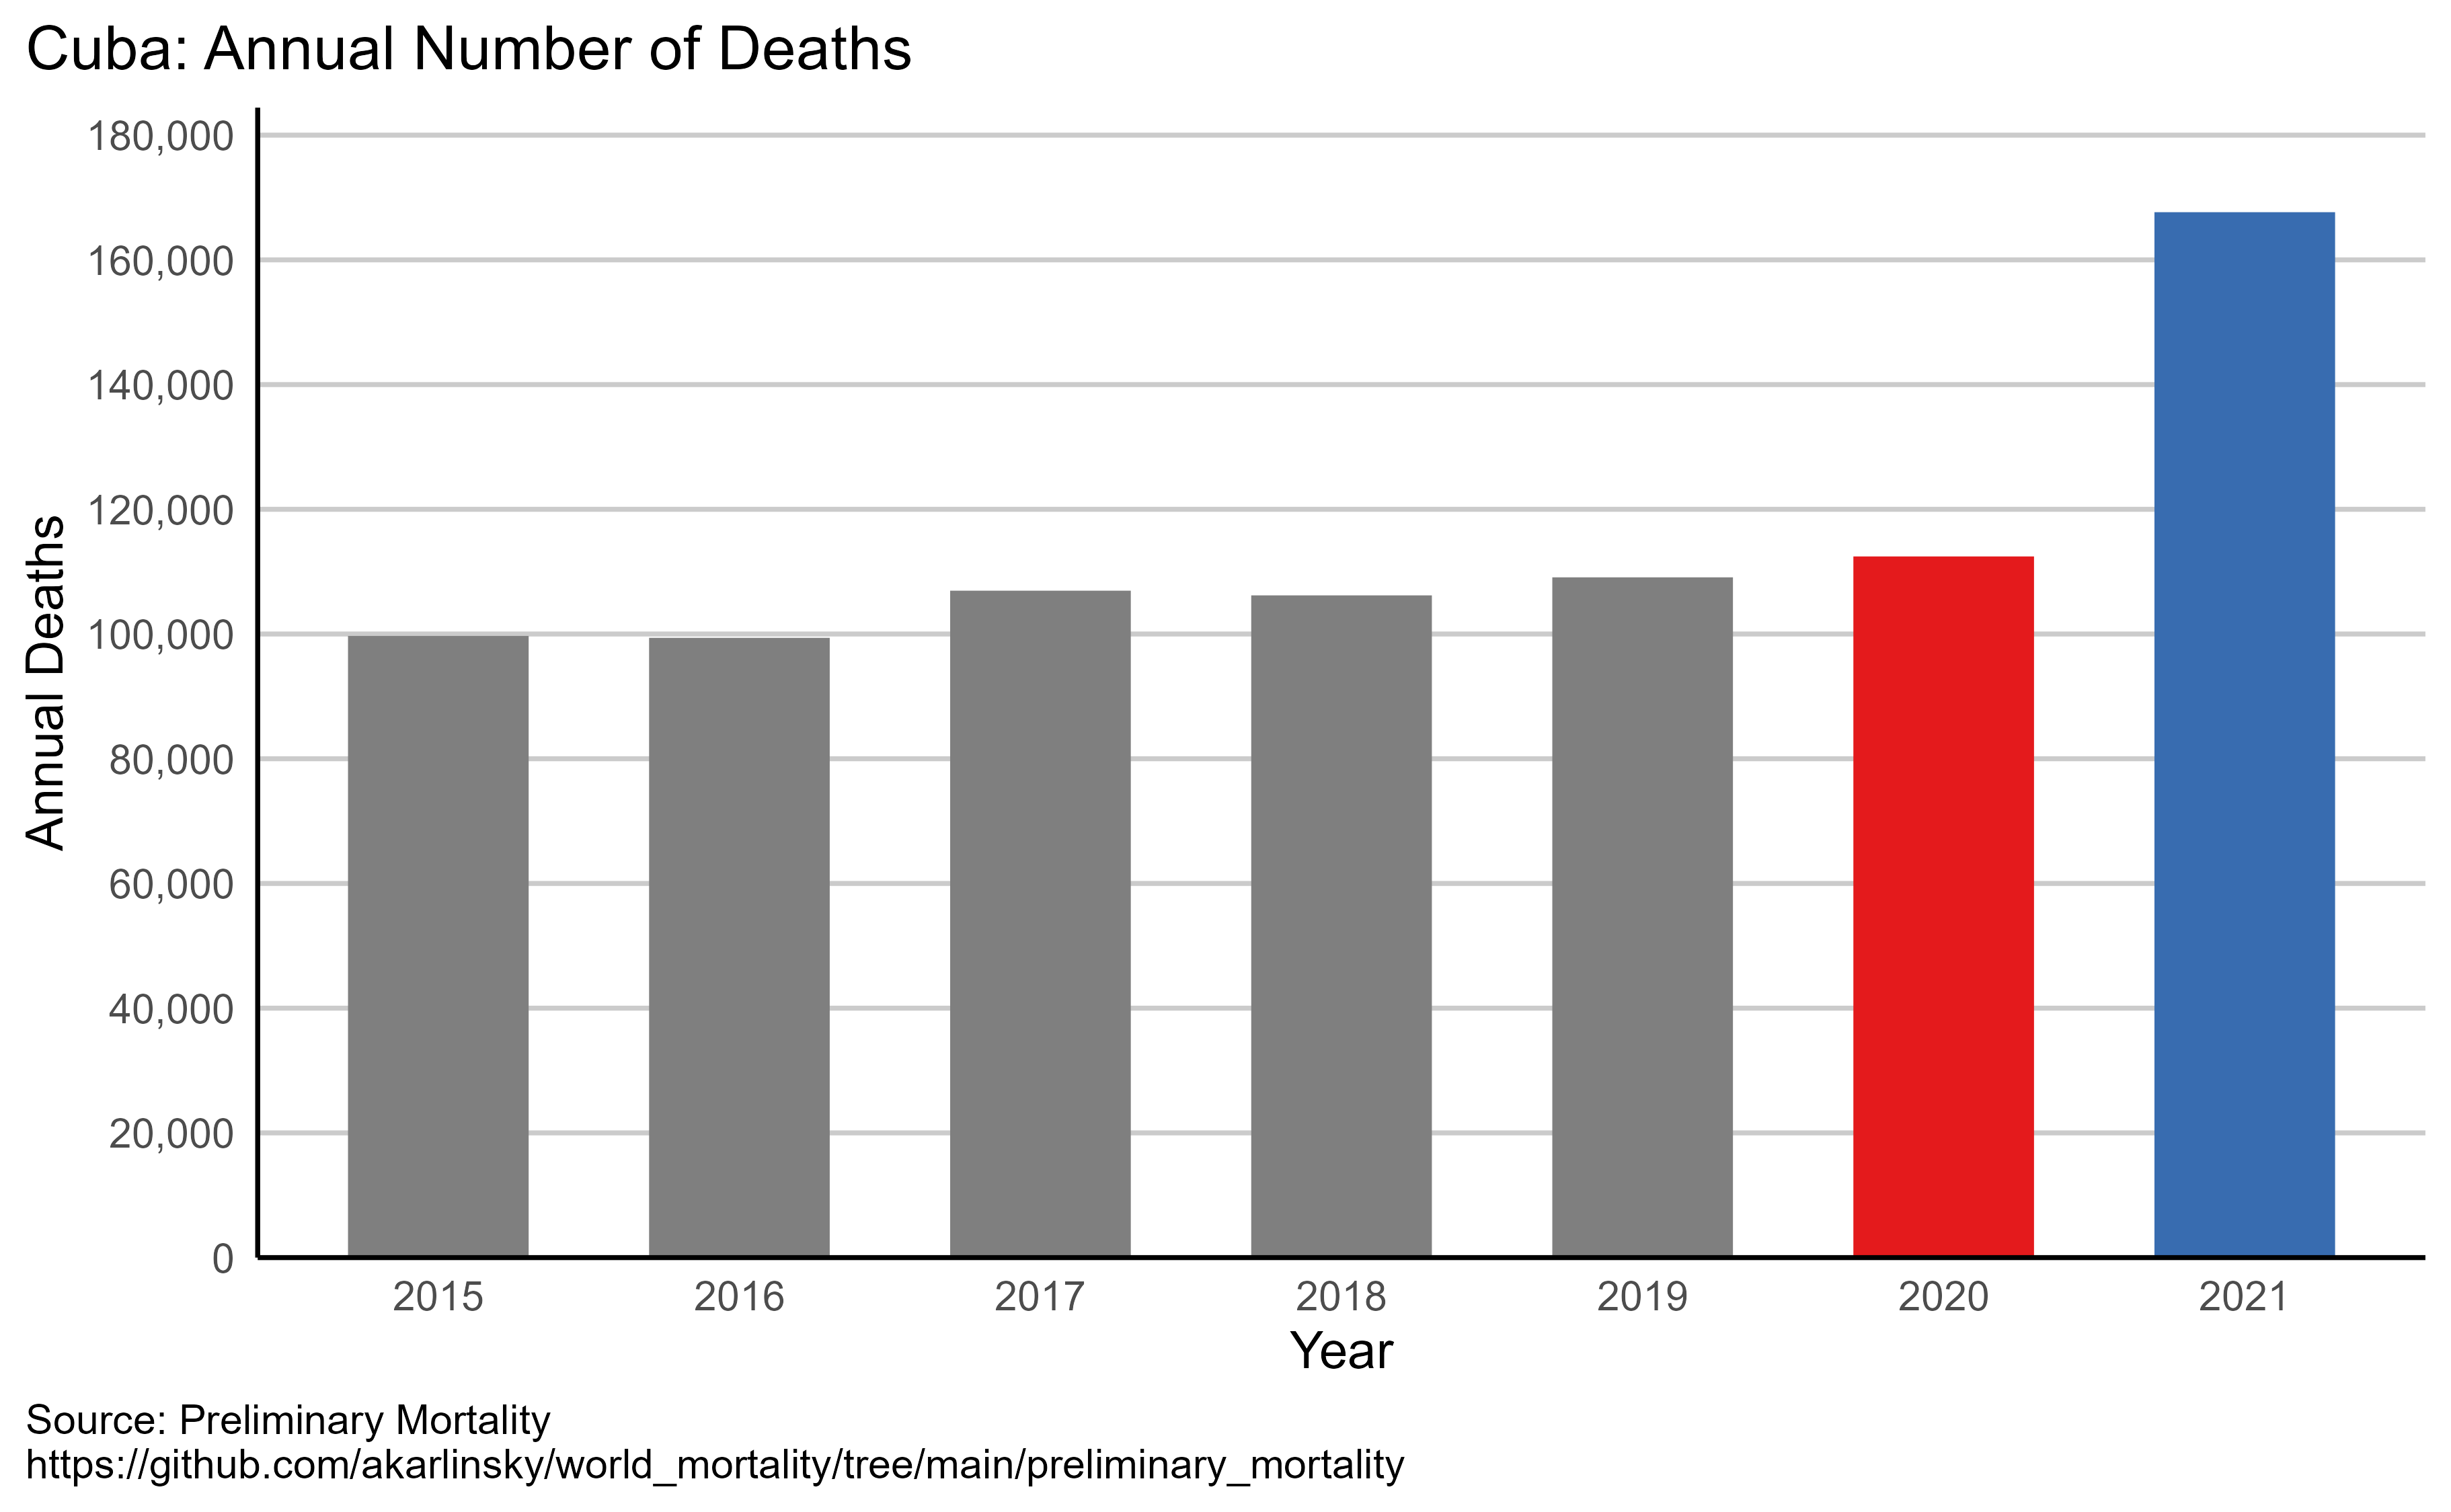 Cuba: Annual Number of Deaths
180,000
160,000
140,000
120,000
100,000
80,000
60,000
40,000
20,000
0
Annual Deaths
2015 2016 2017 2018 2019 2020 2021
Year
Source: Preliminary Mortality
https://github.com/akarlinsky/world_mortality/tree/main/preliminary_mortality